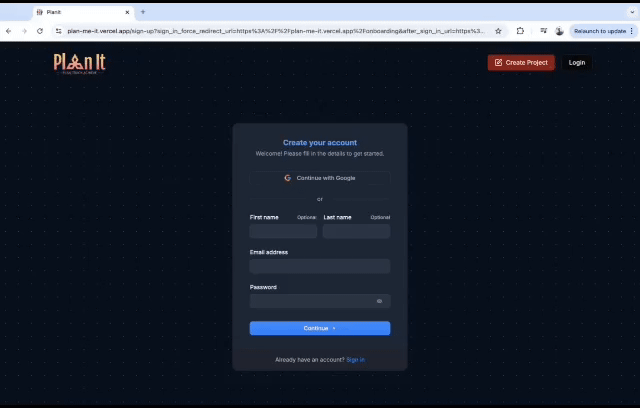 PlanIt
plan-me-it.vercel.app/sign-up?sign_in_force_redirect_url=https%3A%2F%2Fplan-me-it.vercel.app%2Fonboarding&after_sign_in_url=https%3...
Relaunch to update
Plan It
Create Project
Login
Create your account
Welcome! Please fill in the details to get started.
Continue with Google
or
First name Optional Last name Optional
Email address
Password
Continue
Already have an account? Sign in